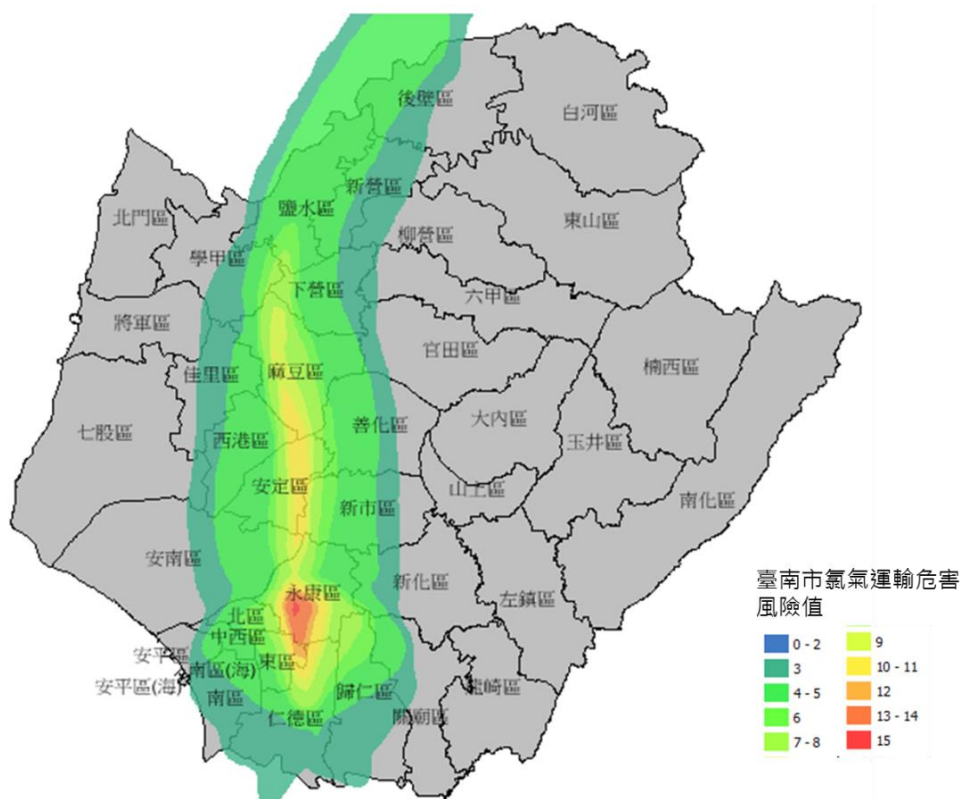 後壁區
白河區
新營區
北門區
鹽水區
東山區
柳營區
學甲區
下營區
六甲區
將軍區
官田區
佳里區
麻豆區
楠西區
大內區
七股區
西港區
善化區
玉井區
安定區
山上區
新市區
南化區
安南區
新化區
永康區
左鎮區
北區
中西區
安平區
東區
南區(海)
安平區(海)
龍崎區
歸仁區
南區
仁德區
關廟區
臺南市氯氣運輸危害
風險值
0 - 2
3
4 - 5
6
7 - 8
9
10 - 11
12
13 - 14
15